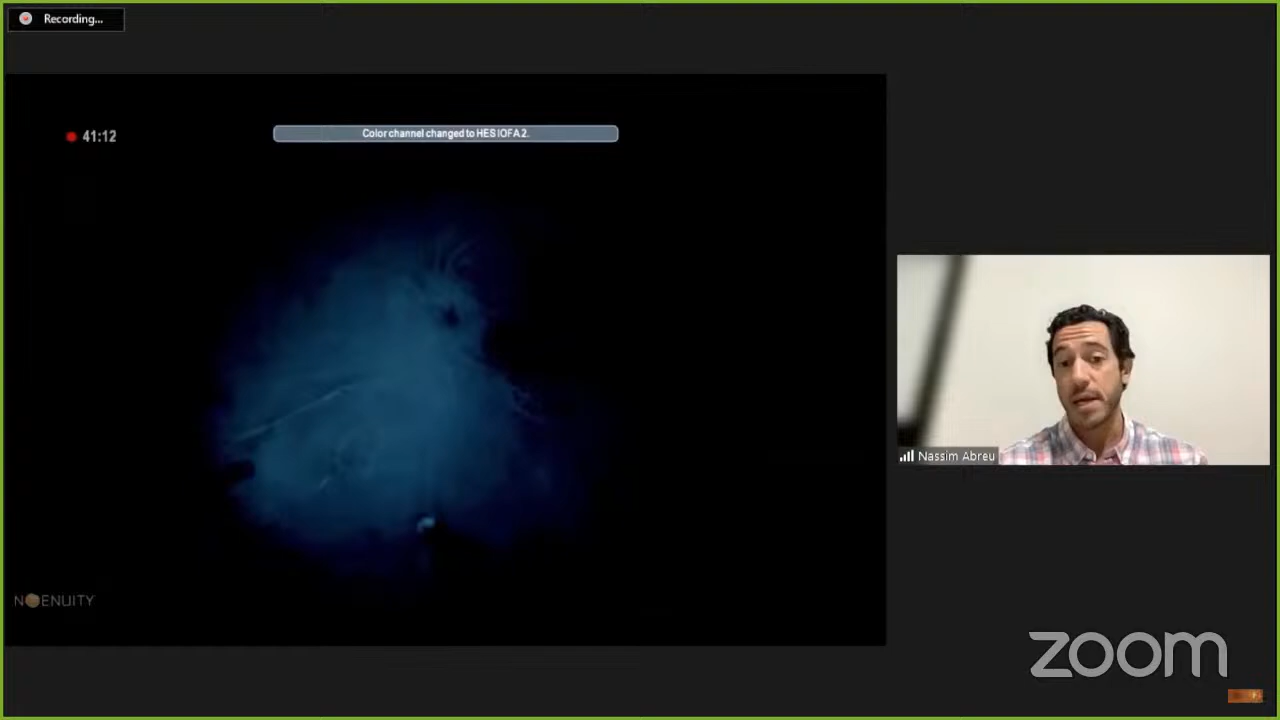 Recording...
41:12
Color channel changed to HES IOFA 2.
Nassim Abreu
NGENUITY
zoom